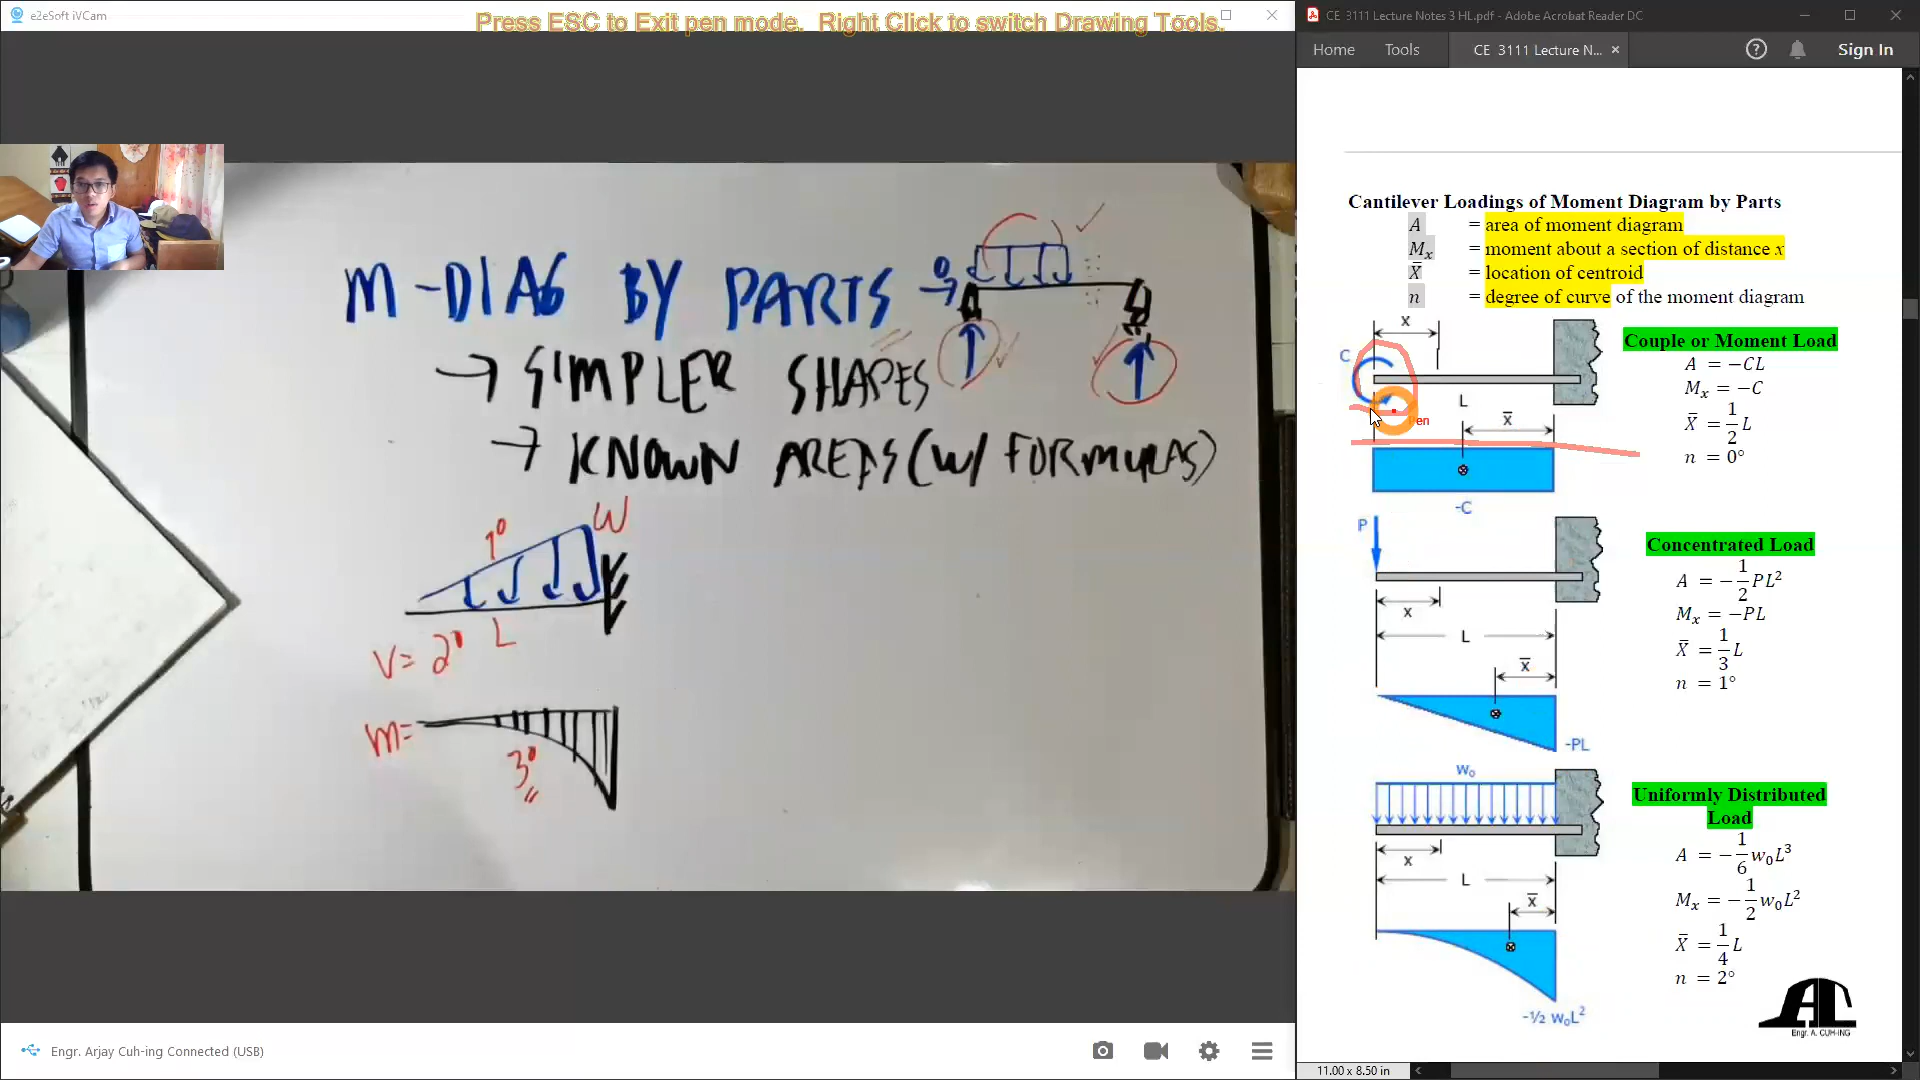 e2eSoft iVCam
Press ESC to Exit pen mode. Right Click to switch Drawing Tools.
M-DIAG BY PARTS →
→ SIMPLER SHAPES
→ KNOWN AREAS (W/ FORMULAS)
1° W
L
V= 2°
M=
3°
Engr. Arjay Cuh-ing Connected (USB)
CE 3111 Lecture Notes 3 HL.pdf - Adobe Acrobat Reader DC
Home Tools CE 3111 Lecture N... × ? Sign In
Cantilever Loadings of Moment Diagram by Parts
A = area of moment diagram
Mₓ = moment about a section of distance x
X̄ = location of centroid
n = degree of curve of the moment diagram
x
C
L
x̄
Pen
-C
Couple or Moment Load
A = −CL
Mₓ = −C
X̄ = 1/2 L
n = 0°
P
x
L
x̄
-PL
Concentrated Load
A = −1/2 PL²
Mₓ = −PL
X̄ = 1/3 L
n = 1°
w₀
x
L
x̄
-½ w₀L²
Uniformly Distributed
Load
A = −1/6 w₀L³
Mₓ = −1/2 w₀L²
X̄ = 1/4 L
n = 2°
Engr. A. CUH-ING
11.00 x 8.50 in